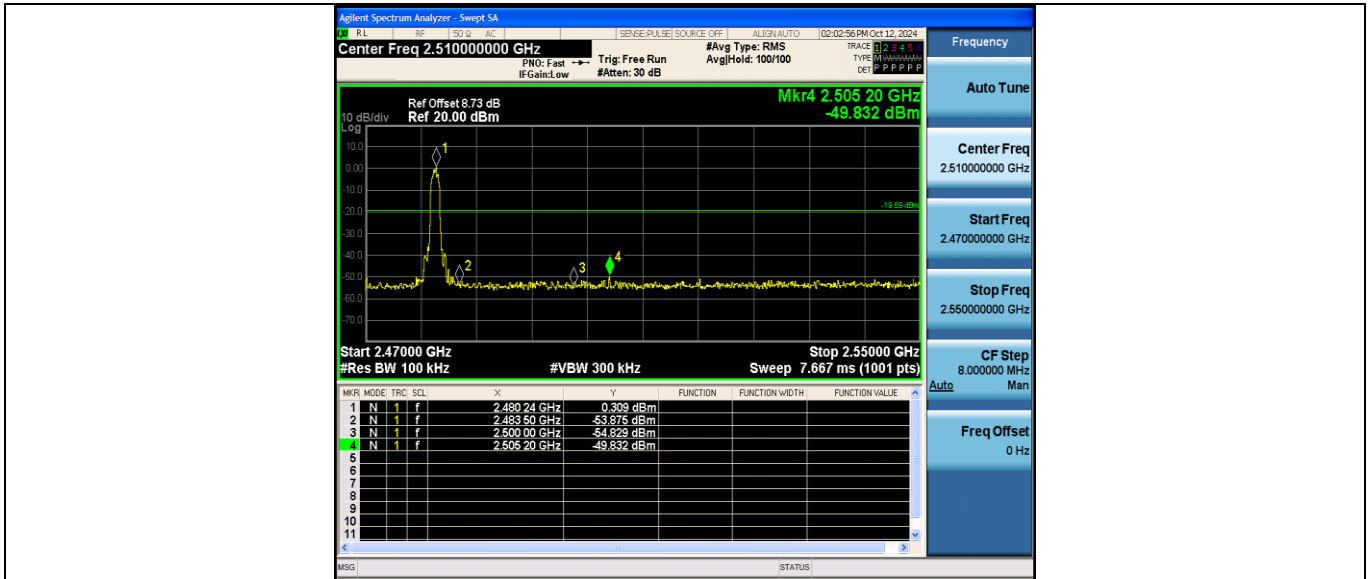 Agilent Spectrum Analyzer - Swept SA
LXI RL RF 50 Ω AC SENSE:PULSE SOURCE OFF ALIGN AUTO 02:02:56 PM Oct 12, 2024
Center Freq 2.510000000 GHz
PNO: Fast
IFGain:Low
Trig: Free Run
#Atten: 30 dB
#Avg Type: RMS
Avg|Hold: 100/100
TRACE 1 2 3 4 5 6
TYPE M WWWWW
DET P P P P P P
Mkr4 2.505 20 GHz
-49.832 dBm
Ref Offset 8.73 dB
10 dB/div Ref 20.00 dBm
Log
10.0
0.00
-10.0
-20.0
-30.0
-40.0
-50.0
-60.0
-70.0
1
2
3
4
-19.69 dBm
Start 2.47000 GHz Stop 2.55000 GHz
#Res BW 100 kHz #VBW 300 kHz Sweep 7.667 ms (1001 pts)
MKR MODE TRC SCL X Y FUNCTION FUNCTION WIDTH FUNCTION VALUE
1 N 1 f 2.480 24 GHz 0.309 dBm
2 N 1 f 2.483 50 GHz -53.875 dBm
3 N 1 f 2.500 00 GHz -54.829 dBm
4 N 1 f 2.505 20 GHz -49.832 dBm
5
6
7
8
9
10
11
MSG STATUS
Frequency
Auto Tune
Center Freq
2.510000000 GHz
Start Freq
2.470000000 GHz
Stop Freq
2.550000000 GHz
CF Step
8.000000 MHz
Auto Man
Freq Offset
0 Hz